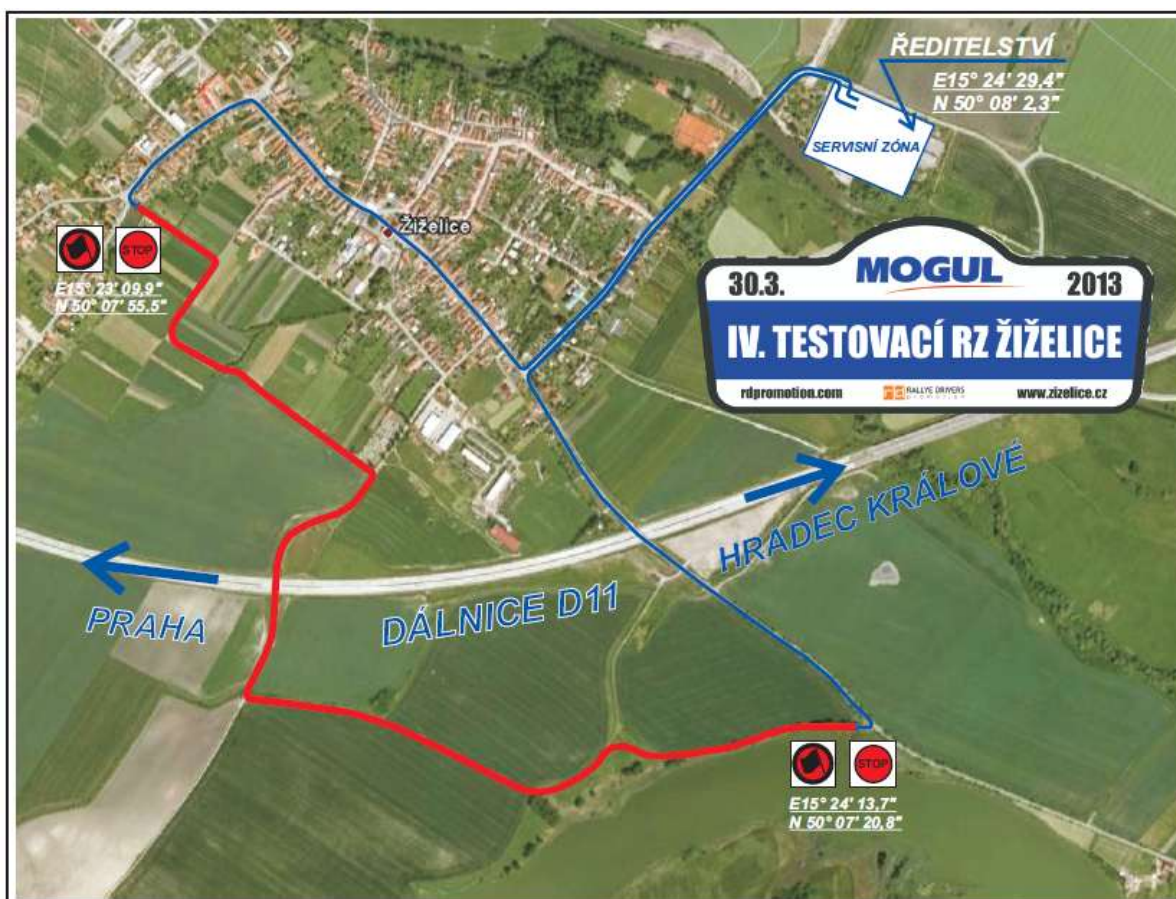 ŘEDITELSTVÍ
E15° 24' 29,4"
N 50° 08' 2,3"
SERVISNÍ ZÓNA
Žiželice
STOP
E15° 23' 09,9"
N 50° 07' 55,5"
30.3.
MOGUL
2013
IV. TESTOVACÍ RZ ŽIŽELICE
rdpromotion.com
RALLYE DRIVERS
promotion
www.zizelice.cz
HRADEC KRÁLOVÉ
DÁLNICE D11
PRAHA
STOP
E15° 24' 13,7"
N 50° 07' 20,8"